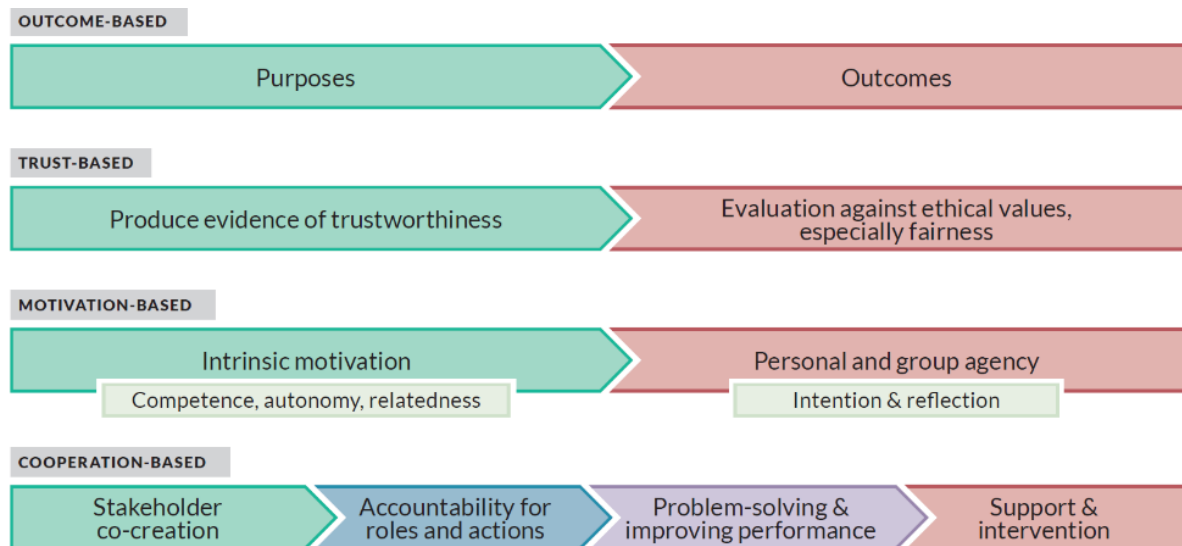 OUTCOME-BASED
Purposes
Outcomes
TRUST-BASED
Produce evidence of trustworthiness
Evaluation against ethical values,
especially fairness
MOTIVATION-BASED
Intrinsic motivation
Competence, autonomy, relatedness
Personal and group agency
Intention & reflection
COOPERATION-BASED
Stakeholder
co-creation
Accountability for
roles and actions
Problem-solving &
improving performance
Support &
intervention